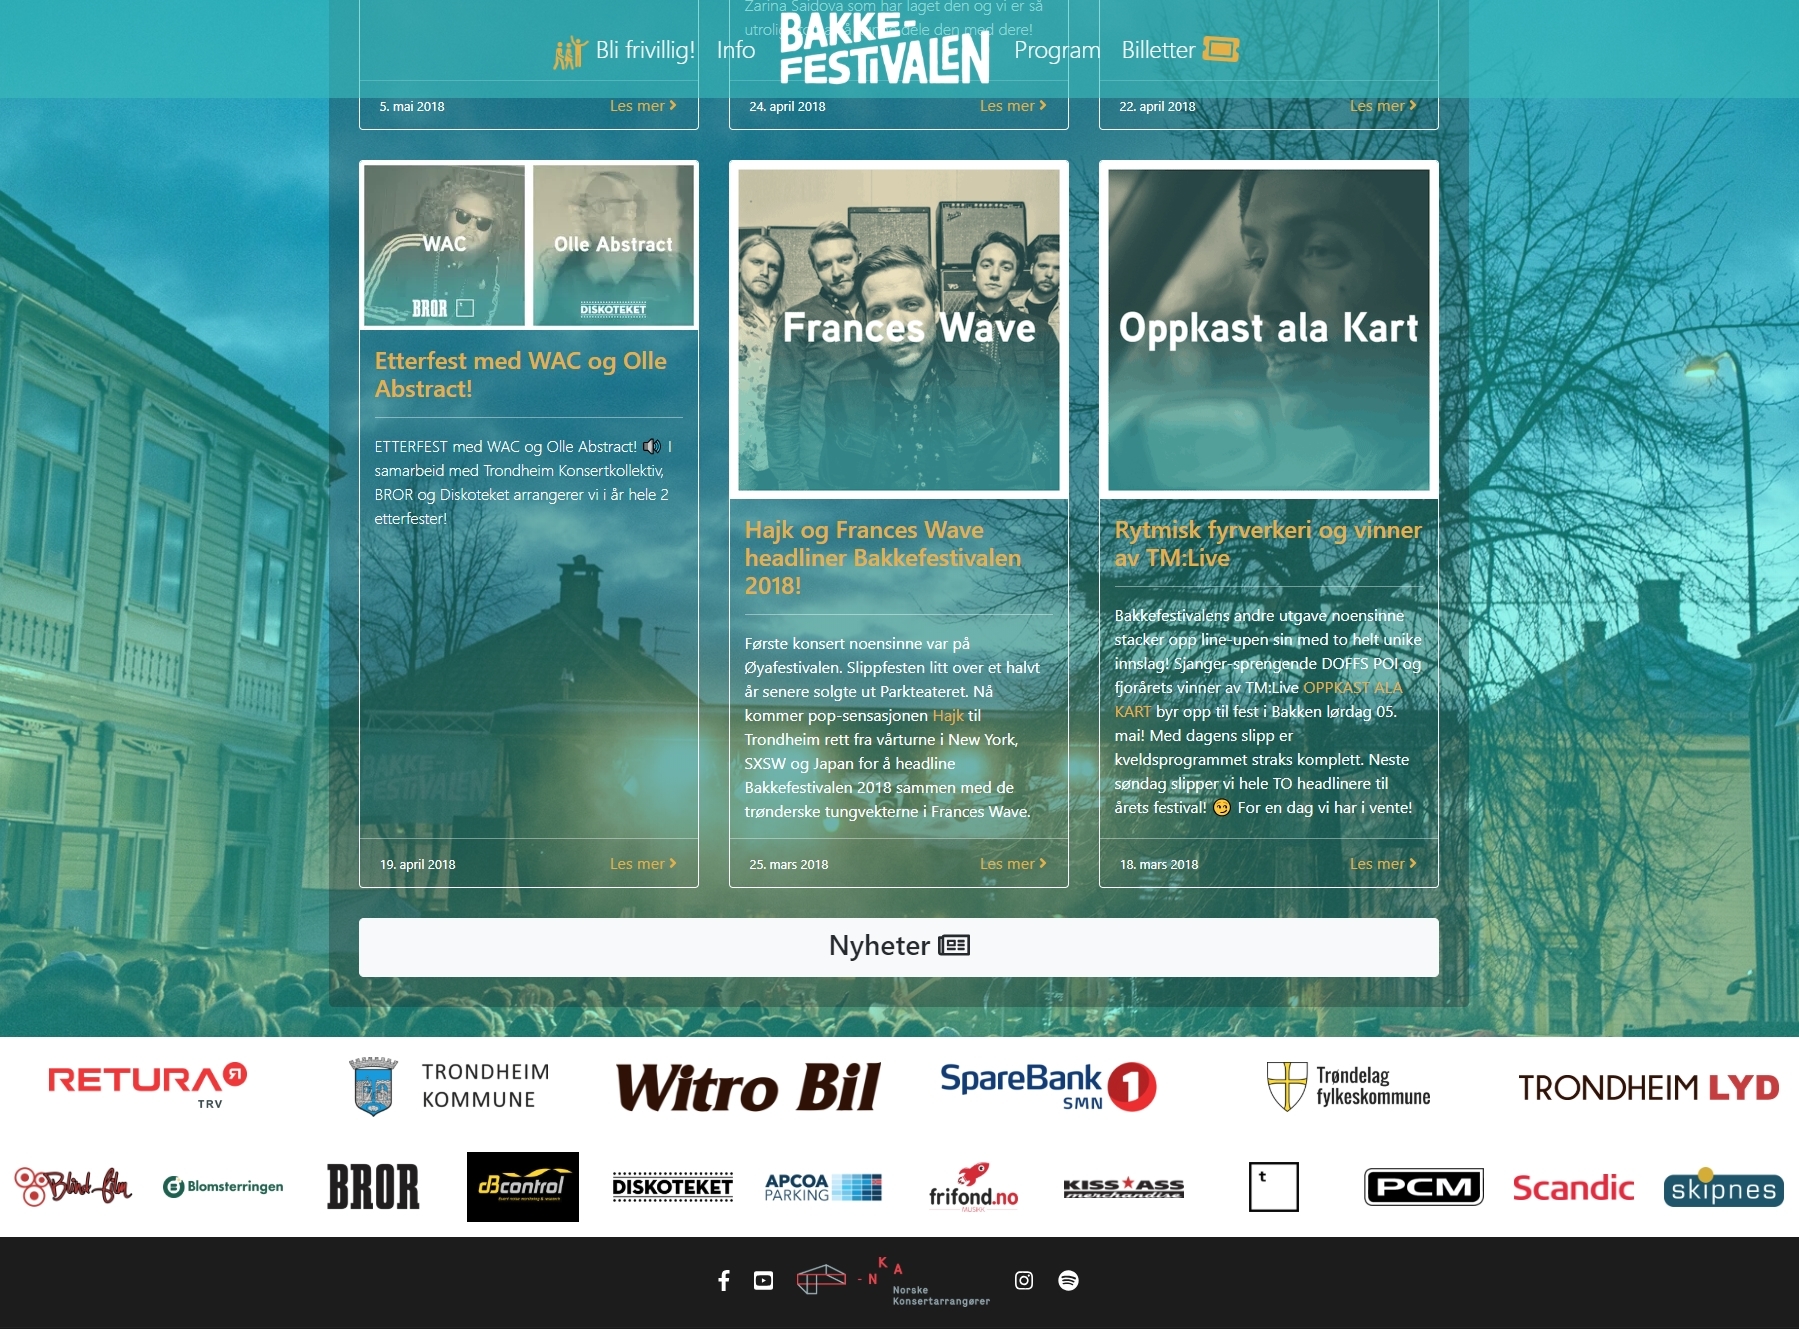 Zarina Saidova som har laget den og vi er så
dele den med dere!
Bli frivillig!
Info
BAKKE-
FESTIVALEN
Program
Billetter
5. mai 2018
Les mer
24. april 2018
Les mer
22. april 2018
Les mer
WAC
BROR
Olle Abstract
DISKOTEKET
Etterfest med WAC og Olle
Abstract!
ETTERFEST med WAC og Olle Abstract! 🔊 I
samarbeid med Trondheim Konsertkollektiv,
BROR og Diskoteket arrangerer vi i år hele 2
etterfester!
19. april 2018
Les mer
Frances Wave
Hajk og Frances Wave
headliner Bakkefestivalen
2018!
Første konsert noensinne var på
Øyafestivalen. Slippfesten litt over et halvt
år senere solgte ut Parkteateret. Nå
kommer pop-sensasjonen Hajk til
Trondheim rett fra vårturne i New York,
SXSW og Japan for å headline
Bakkefestivalen 2018 sammen med de
trønderske tungvekterne i Frances Wave.
25. mars 2018
Les mer
Oppkast ala Kart
Rytmisk fyrverkeri og vinner
av TM:Live
Bakkefestivalens andre utgave noensinne
stacker opp line-upen sin med to helt unike
innslag! Sjanger-sprengende DOFFS POI og
fjorårets vinner av TM:Live OPPKAST ALA
KART byr opp til fest i Bakken lørdag 05.
mai! Med dagens slipp er
kveldsprogrammet straks komplett. Neste
søndag slipper vi hele TO headlinere til
årets festival! 😏 For en dag vi har i vente!
18. mars 2018
Les mer
Nyheter
RETURA
TRV
TRONDHEIM
KOMMUNE
Witro Bil
SpareBank 1
SMN
Trøndelag
fylkeskommune
TRONDHEIM LYD
Blind-film
Blomsterringen
BROR
dBcontrol
DISKOTEKET
APCOA
PARKING
frifond.no
MUSIKK
KISS ASS
merchandise
t
PCM
Scandic
skipnes
- N K A
Norske
Konsertarrangører